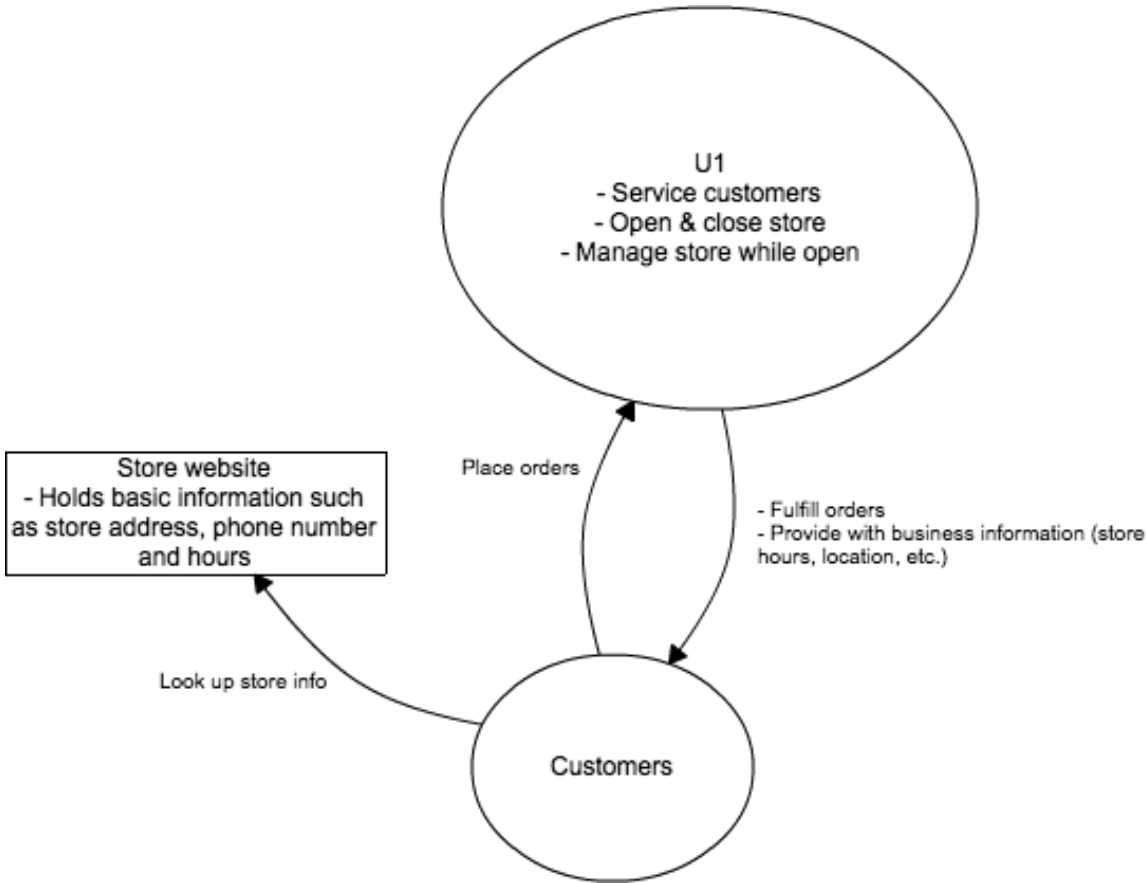 U1
- Service customers
- Open & close store
- Manage store while open
Place orders
Store website
- Holds basic information such
as store address, phone number
and hours
- Fulfill orders
- Provide with business information (store
hours, location, etc.)
Look up store info
Customers